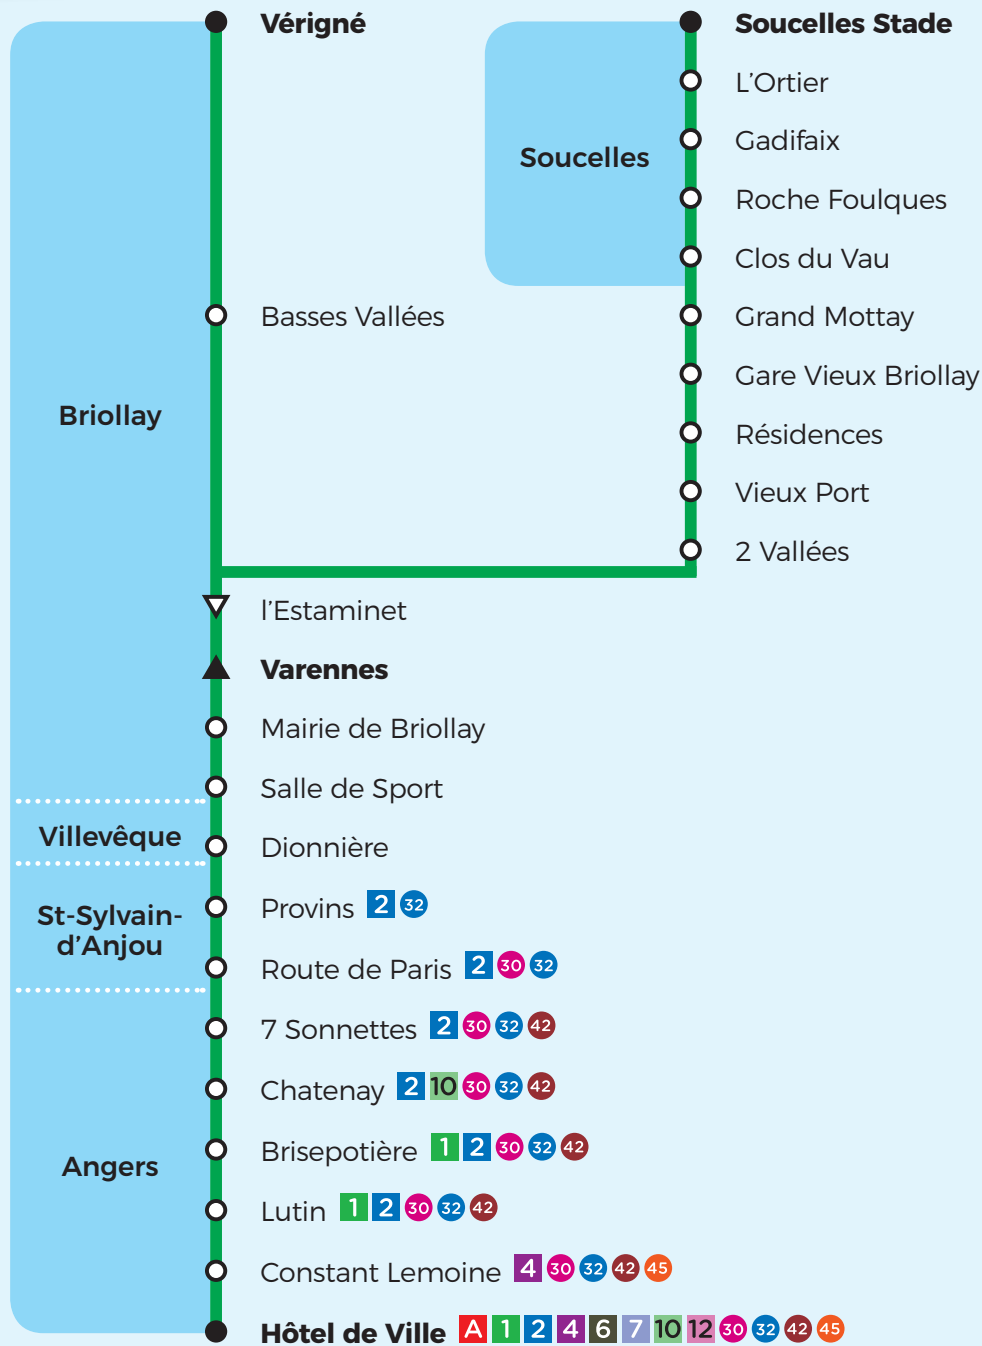 Vérigné
Soucelles Stade
L'Ortier
Gadifaix
Soucelles
Roche Foulques
Clos du Vau
Basses Vallées
Grand Mottay
Gare Vieux Briollay
Briollay
Résidences
Vieux Port
2 Vallées
l'Estaminet
Varennes
Mairie de Briollay
Salle de Sport
Villevêque
Dionnière
St-Sylvain-
d'Anjou
Provins 2 32
Route de Paris 2 30 32
7 Sonnettes 2 30 32 42
Chatenay 2 10 30 32 42
Angers
Brisepotière 1 2 30 32 42
Lutin 1 2 30 32 42
Constant Lemoine 4 30 32 42 45
Hôtel de Ville A 1 2 4 6 7 10 12 30 32 42 45